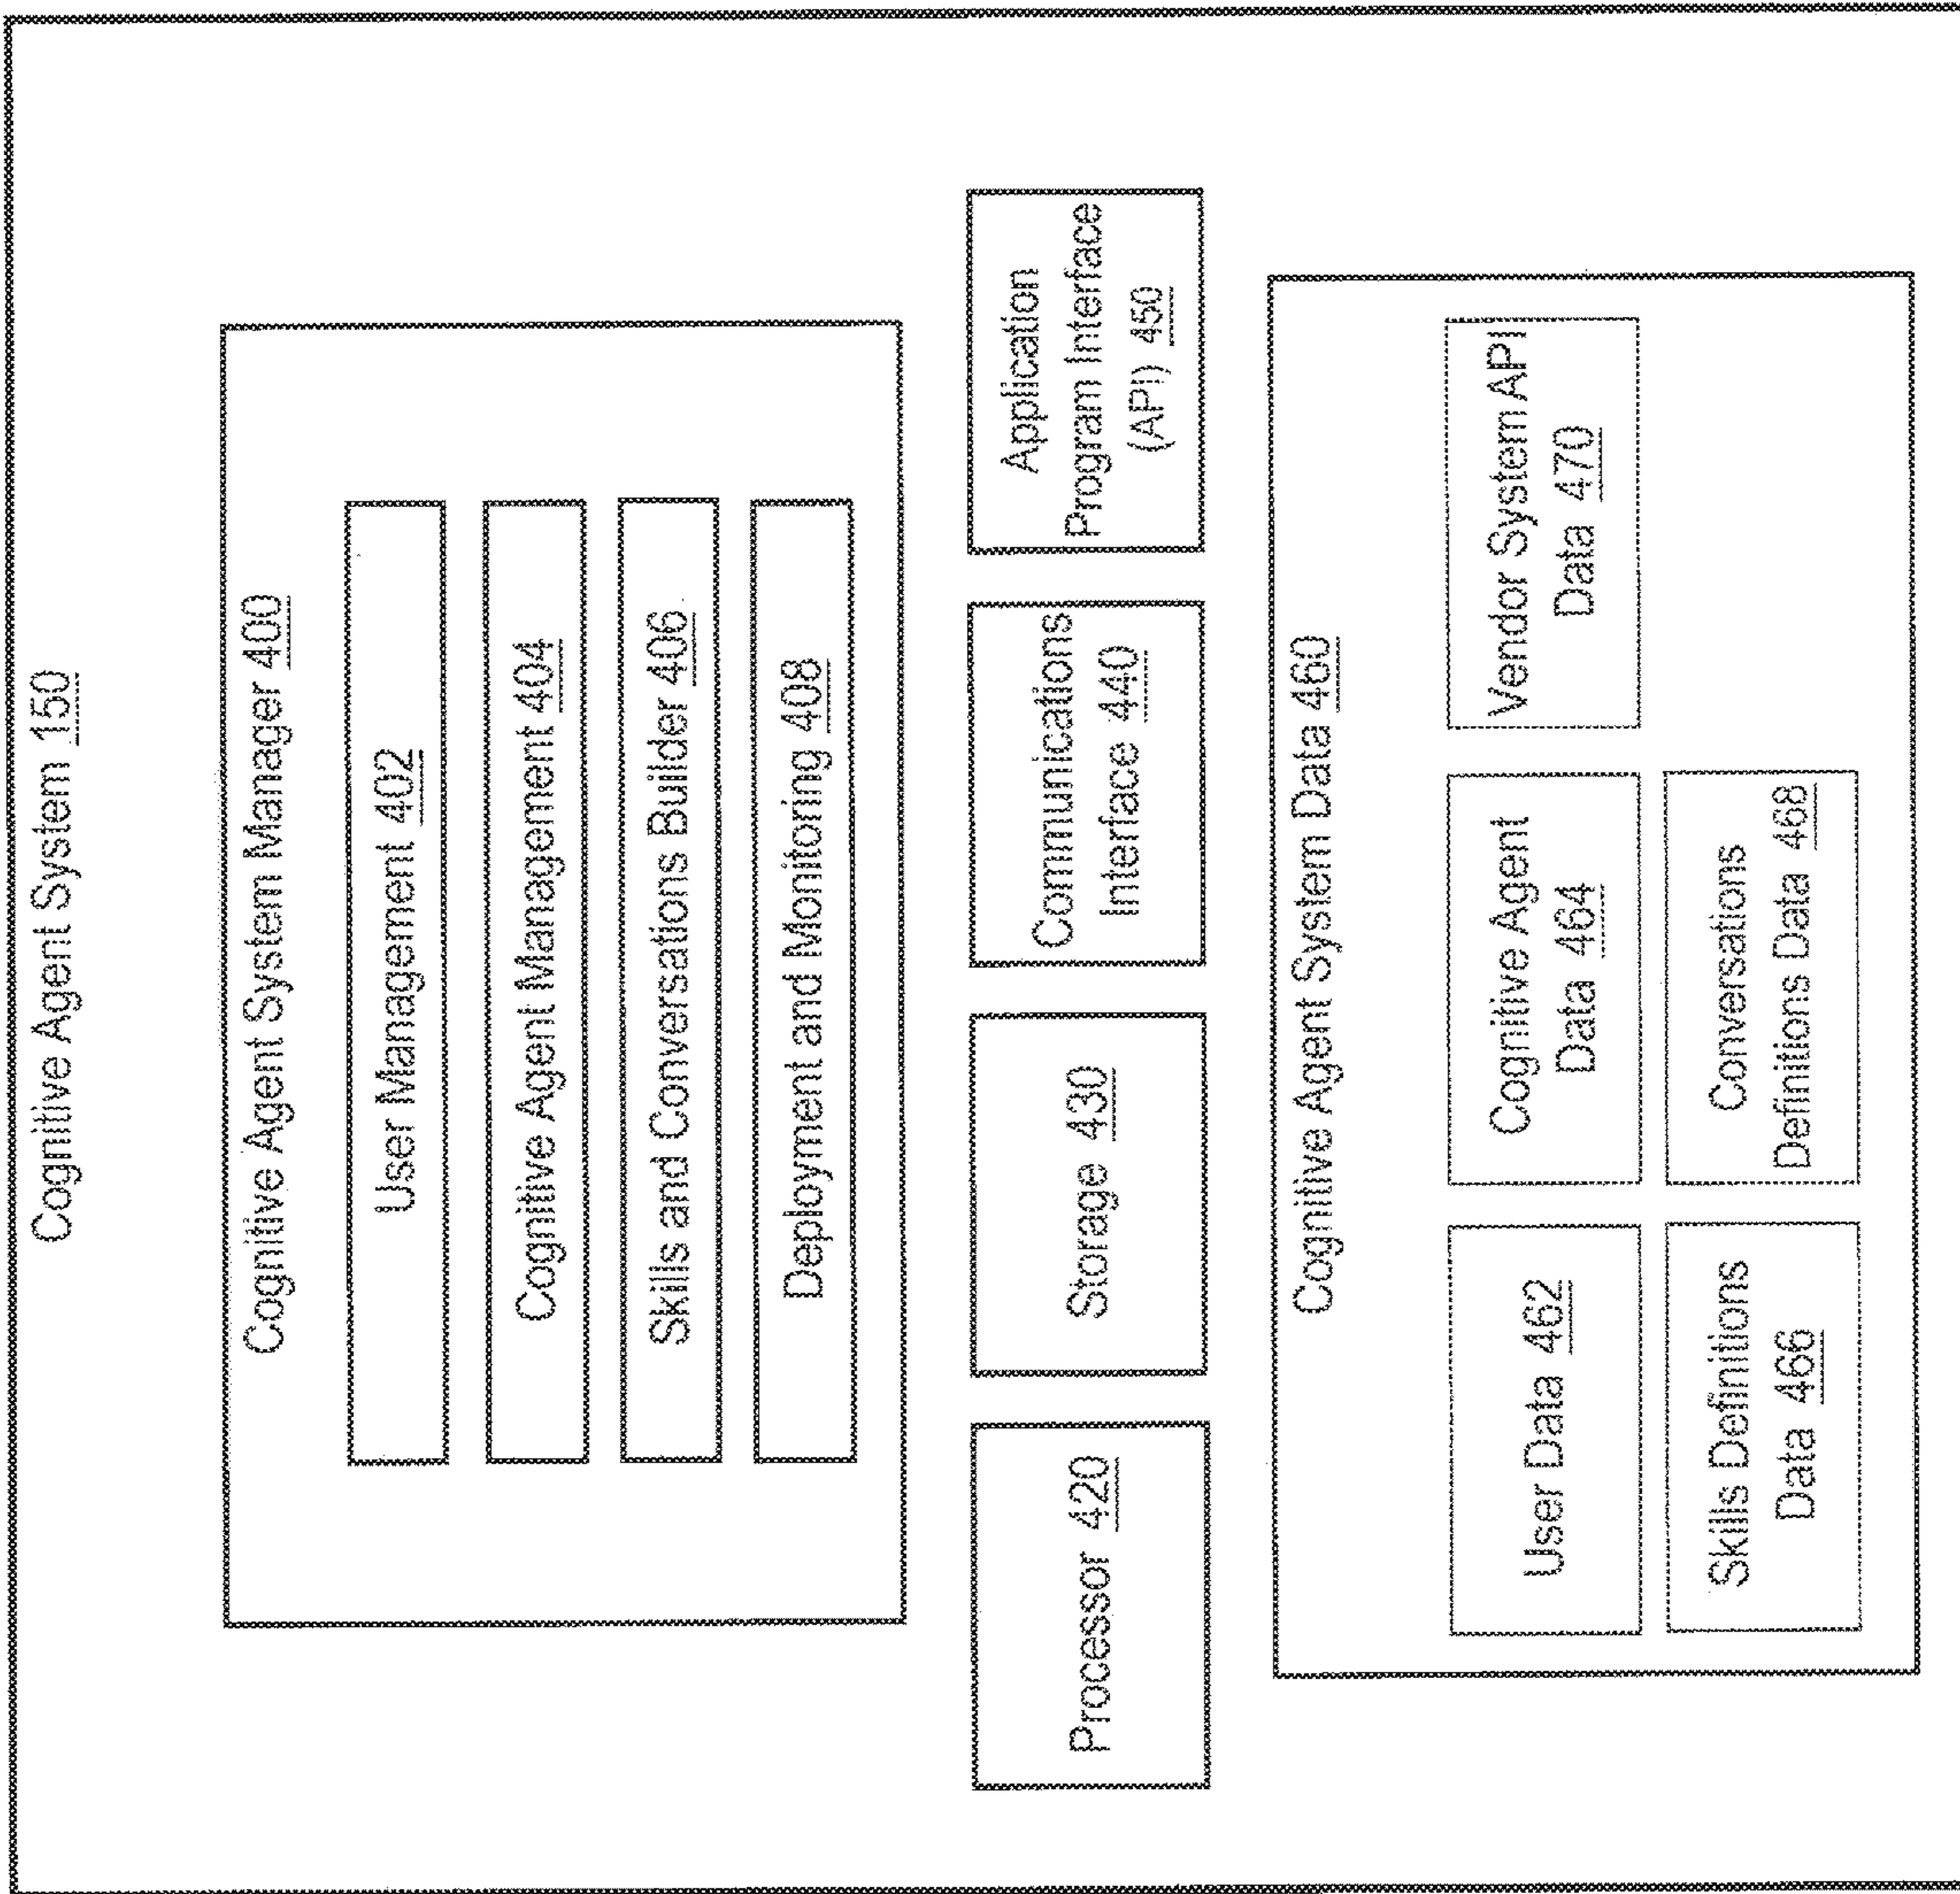 Cognitive Agent System 150
Cognitive Agent System Manager 400
User Management 402
Cognitive Agent Management 404
Skills and Conversations Builder 406
Deployment and Monitoring 408
Processor 420
Storage 430
Communications
Interface 440
Application
Program Interface
(API) 450
Cognitive Agent System Data 460
User Data 462
Cognitive Agent
Data 464
Vendor System API
Data 470
Skills Definitions
Data 466
Conversations
Definitions Data 468